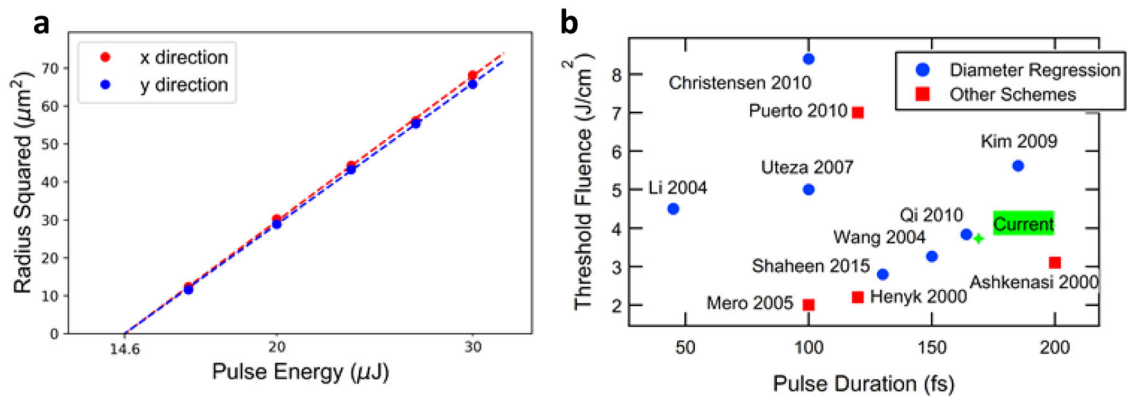 a
x direction
y direction
Radius Squared (μm²)
70
60
50
40
30
20
10
0
14.6
20
30
Pulse Energy (μJ)
b
Diameter Regression
Other Schemes
Threshold Fluence (J/cm²)
8
7
6
5
4
3
2
Christensen 2010
Puerto 2010
Kim 2009
Uteza 2007
Li 2004
Qi 2010
Current
Wang 2004
Shaheen 2015
Ashkenasi 2000
Mero 2005
Henyk 2000
50
100
150
200
Pulse Duration (fs)